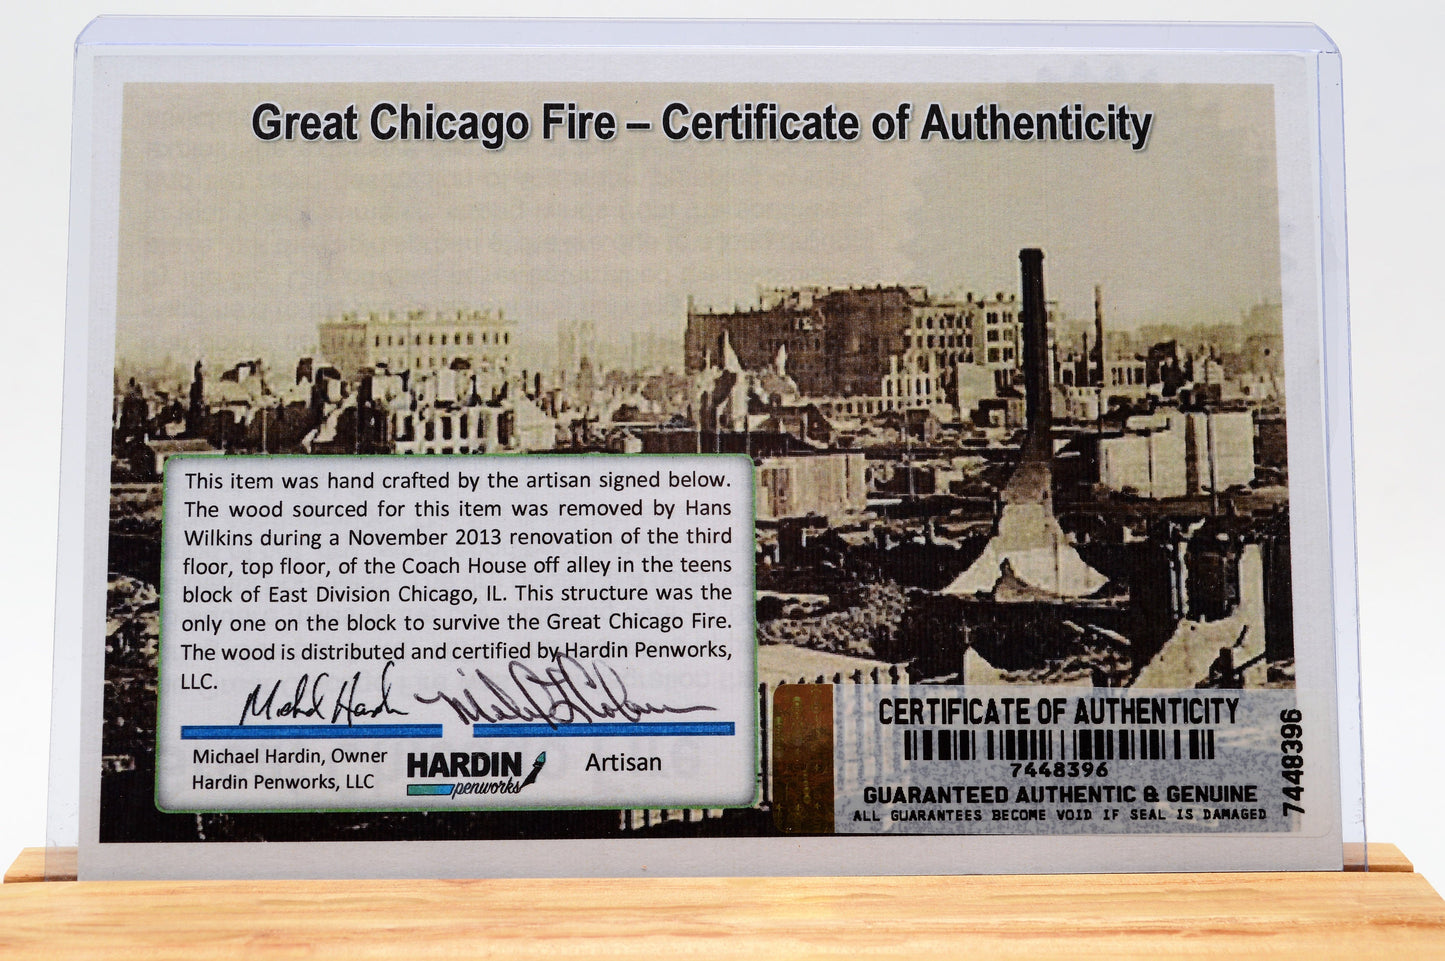 Great Chicago Fire – Certificate of Authenticity
This item was hand crafted by the artisan signed below.
The wood sourced for this item was removed by Hans
Wilkins during a November 2013 renovation of the third
floor, top floor, of the Coach House off alley in the teens
block of East Division Chicago, IL. This structure was the
only one on the block to survive the Great Chicago Fire.
The wood is distributed and certified by Hardin Penworks,
LLC.
Michael Hardin, Owner
Hardin Penworks, LLC
HARDIN
penworks
Artisan
CERTIFICATE OF AUTHENTICITY
7448396
GUARANTEED AUTHENTIC & GENUINE
ALL GUARANTEES BECOME VOID IF SEAL IS DAMAGED
7448396